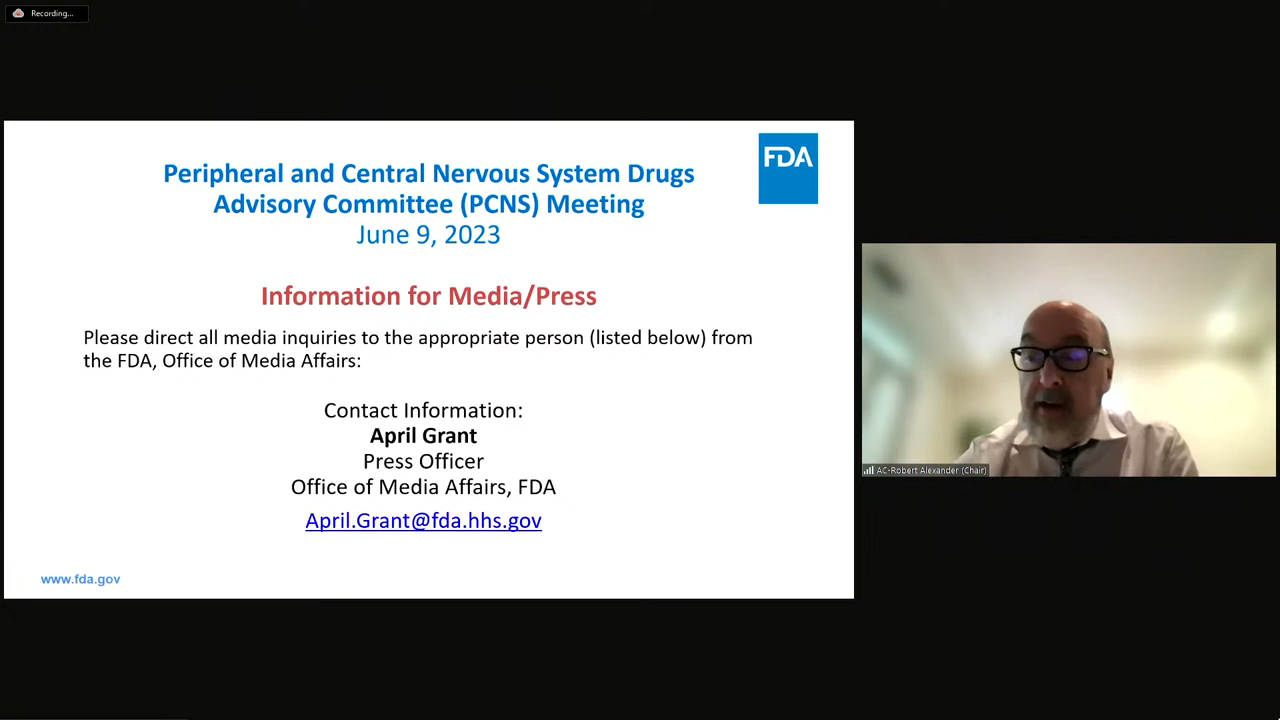 Recording...
Peripheral and Central Nervous System Drugs
Advisory Committee (PCNS) Meeting
June 9, 2023
FDA
Information for Media/Press
Please direct all media inquiries to the appropriate person (listed below) from
the FDA, Office of Media Affairs:
Contact Information:
April Grant
Press Officer
Office of Media Affairs, FDA
April.Grant@fda.hhs.gov
www.fda.gov
AC-Robert Alexander (Chair)